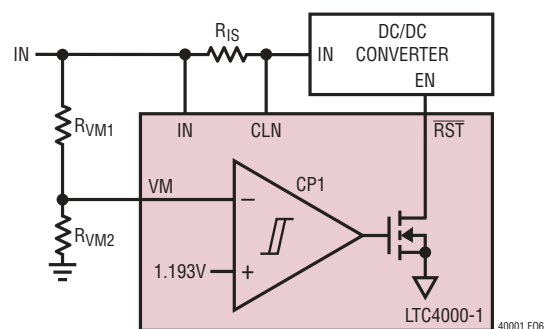 R_IS
DC/DC
CONVERTER
IN
IN
EN
R_VM1
IN
CLN
RST
VM
CP1
−
R_VM2
1.193V
+
LTC4000-1
40001 F06